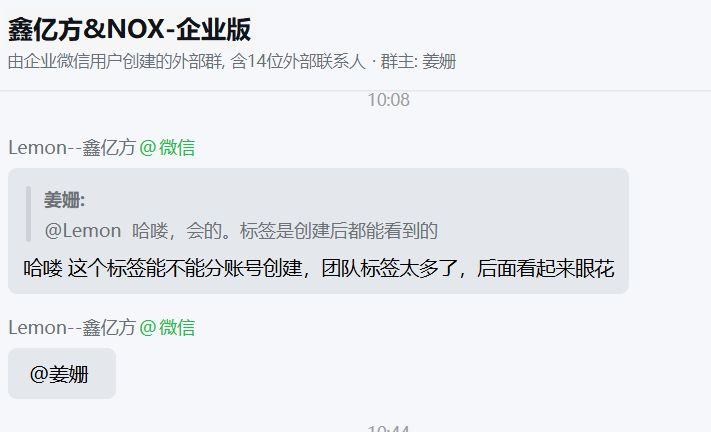 鑫亿方&NOX-企业版
由企业微信用户创建的外部群, 含14位外部联系人 · 群主: 姜姗
10:08
Lemon--鑫亿方@微信
姜姗:
@Lemon 哈喽，会的。标签是创建后都能看到的
哈喽 这个标签能不能分账号创建，团队标签太多了，后面看起来眼花
Lemon--鑫亿方@微信
@姜姗
10:44